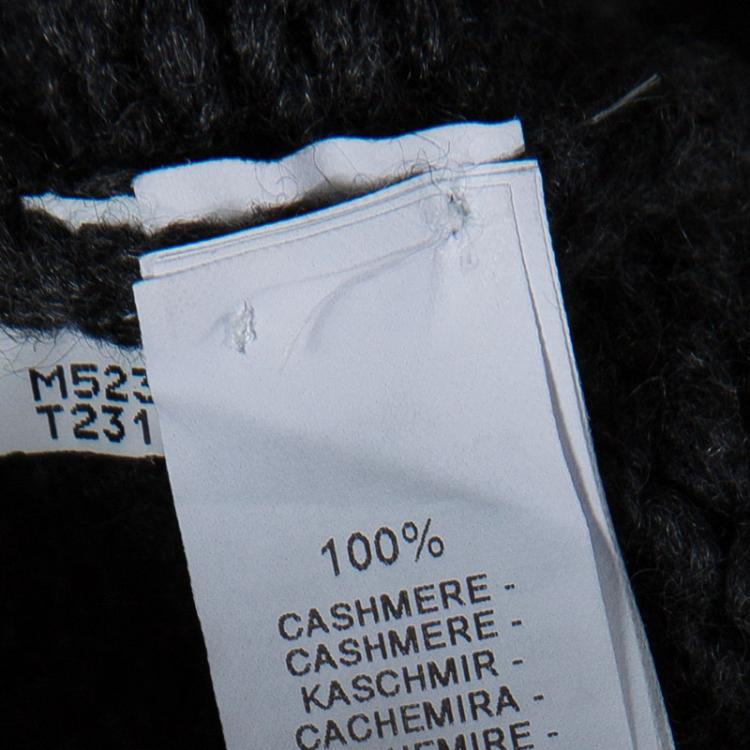 M523
T231
100%
CASHMERE -
CASHMERE -
KASCHMIR -
CACHEMIRA -